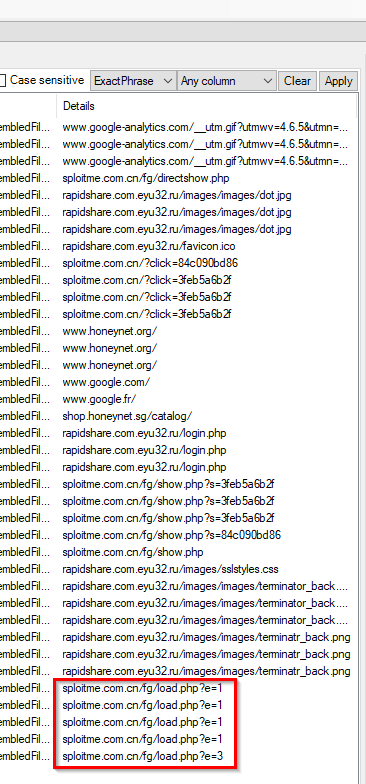 Case sensitive ExactPhrase Any column Clear Apply
Details
embledFil... www.google-analytics.com/__utm.gif?utmwv=4.6.5&utmn=...
embledFil... www.google-analytics.com/__utm.gif?utmwv=4.6.5&utmn=...
embledFil... www.google-analytics.com/__utm.gif?utmwv=4.6.5&utmn=...
embledFil... sploitme.com.cn/fg/directshow.php
embledFil... rapidshare.com.eyu32.ru/images/images/dot.jpg
embledFil... rapidshare.com.eyu32.ru/images/images/dot.jpg
embledFil... rapidshare.com.eyu32.ru/images/images/dot.jpg
embledFil... rapidshare.com.eyu32.ru/favicon.ico
embledFil... sploitme.com.cn/?click=84c090bd86
embledFil... sploitme.com.cn/?click=3feb5a6b2f
embledFil... sploitme.com.cn/?click=3feb5a6b2f
embledFil... sploitme.com.cn/?click=3feb5a6b2f
embledFil... www.honeynet.org/
embledFil... www.honeynet.org/
embledFil... www.honeynet.org/
embledFil... www.google.com/
embledFil... www.google.fr/
embledFil... shop.honeynet.sg/catalog/
embledFil... rapidshare.com.eyu32.ru/login.php
embledFil... rapidshare.com.eyu32.ru/login.php
embledFil... rapidshare.com.eyu32.ru/login.php
embledFil... sploitme.com.cn/fg/show.php?s=3feb5a6b2f
embledFil... sploitme.com.cn/fg/show.php?s=3feb5a6b2f
embledFil... sploitme.com.cn/fg/show.php?s=3feb5a6b2f
embledFil... sploitme.com.cn/fg/show.php?s=84c090bd86
embledFil... sploitme.com.cn/fg/show.php
embledFil... rapidshare.com.eyu32.ru/images/sslstyles.css
embledFil... rapidshare.com.eyu32.ru/images/images/terminator_back....
embledFil... rapidshare.com.eyu32.ru/images/images/terminator_back....
embledFil... rapidshare.com.eyu32.ru/images/images/terminator_back....
embledFil... rapidshare.com.eyu32.ru/images/images/terminatr_back.png
embledFil... rapidshare.com.eyu32.ru/images/images/terminatr_back.png
embledFil... rapidshare.com.eyu32.ru/images/images/terminatr_back.png
embledFil... sploitme.com.cn/fg/load.php?e=1
embledFil... sploitme.com.cn/fg/load.php?e=1
embledFil... sploitme.com.cn/fg/load.php?e=1
embledFil... sploitme.com.cn/fg/load.php?e=1
embledFil... sploitme.com.cn/fg/load.php?e=3